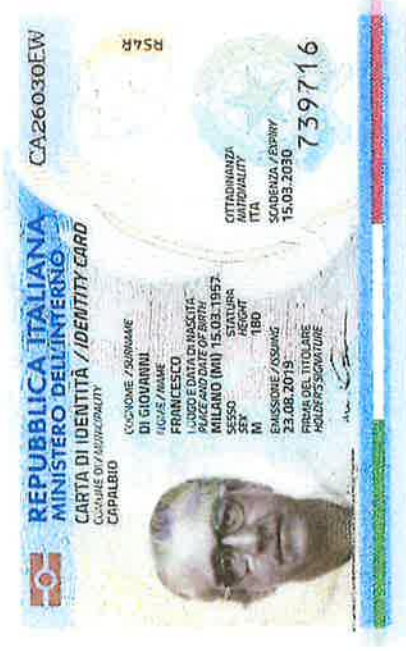 REPUBBLICA ITALIANA
MINISTERO DELL'INTERNO
CA26030EW
CARTA DI IDENTITÀ / IDENTITY CARD
COMUNE DI / MUNICIPALITY
CAPALBIO
COGNOME / SURNAME
DI GIOVANNI
NOME / NAME
FRANCESCO
LUOGO E DATA DI NASCITA
PLACE AND DATE OF BIRTH
MILANO (MI) 15.03.1957
SESSO STATURA
SEX HEIGHT
M 180
CITTADINANZA
NATIONALITY
ITA
EMISSIONE / ISSUING
23.08.2019
SCADENZA / EXPIRY
15.03.2030
FIRMA DEL TITOLARE
HOLDER'S SIGNATURE
739716